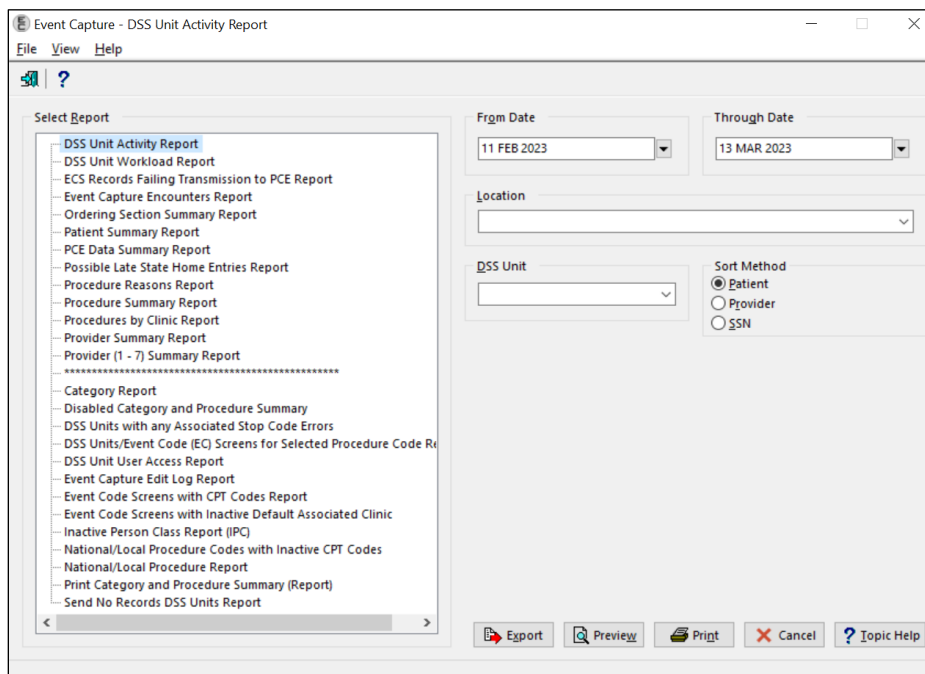 Event Capture - DSS Unit Activity Report
File View Help
?
Select Report
DSS Unit Activity Report
DSS Unit Workload Report
ECS Records Failing Transmission to PCE Report
Event Capture Encounters Report
Ordering Section Summary Report
Patient Summary Report
PCE Data Summary Report
Possible Late State Home Entries Report
Procedure Reasons Report
Procedure Summary Report
Procedures by Clinic Report
Provider Summary Report
Provider (1 - 7) Summary Report
**************************************************
Category Report
Disabled Category and Procedure Summary
DSS Units with any Associated Stop Code Errors
DSS Units/Event Code (EC) Screens for Selected Procedure Code Re
DSS Unit User Access Report
Event Capture Edit Log Report
Event Code Screens with CPT Codes Report
Event Code Screens with Inactive Default Associated Clinic
Inactive Person Class Report (IPC)
National/Local Procedure Codes with Inactive CPT Codes
National/Local Procedure Report
Print Category and Procedure Summary (Report)
Send No Records DSS Units Report
From Date
11 FEB 2023
Through Date
13 MAR 2023
Location
DSS Unit
Sort Method
Patient
Provider
SSN
Export Preview Print Cancel ? Topic Help